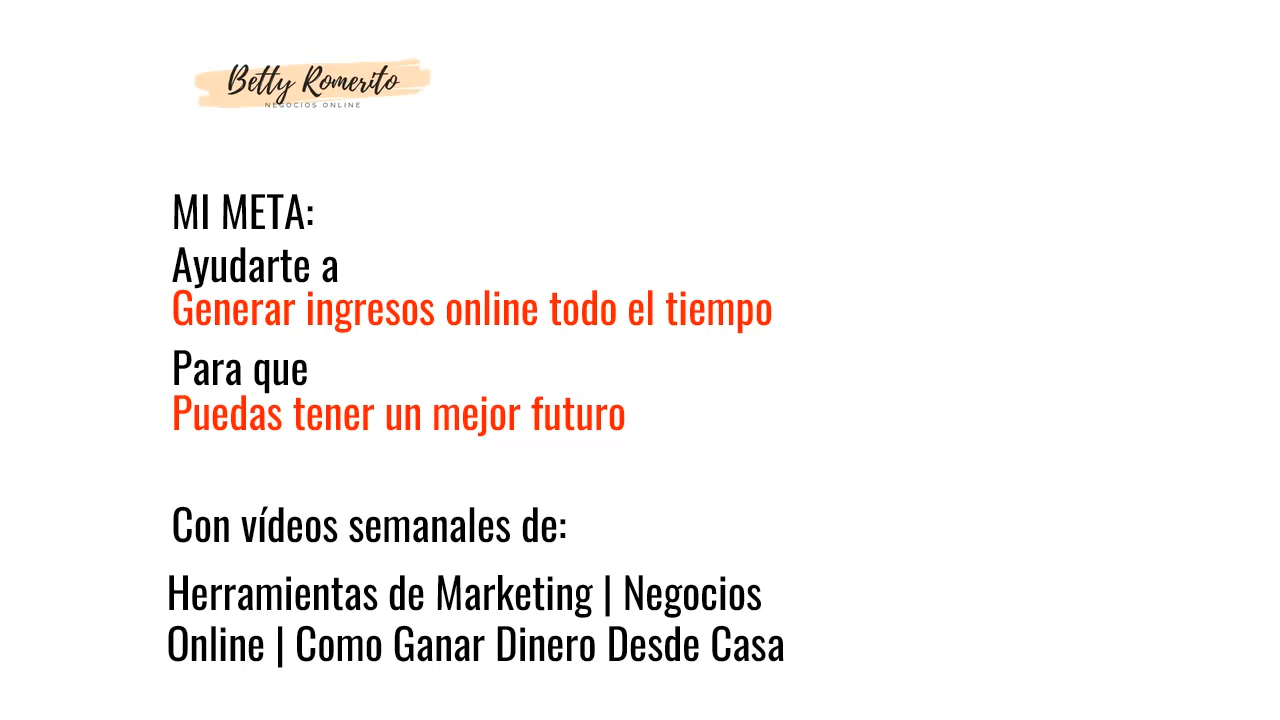 Betty Romerito
NEGOCIOS ONLINE
MI META:
Ayudarte a
Generar ingresos online todo el tiempo
Para que
Puedas tener un mejor futuro
Con vídeos semanales de:
Herramientas de Marketing | Negocios
Online | Como Ganar Dinero Desde Casa